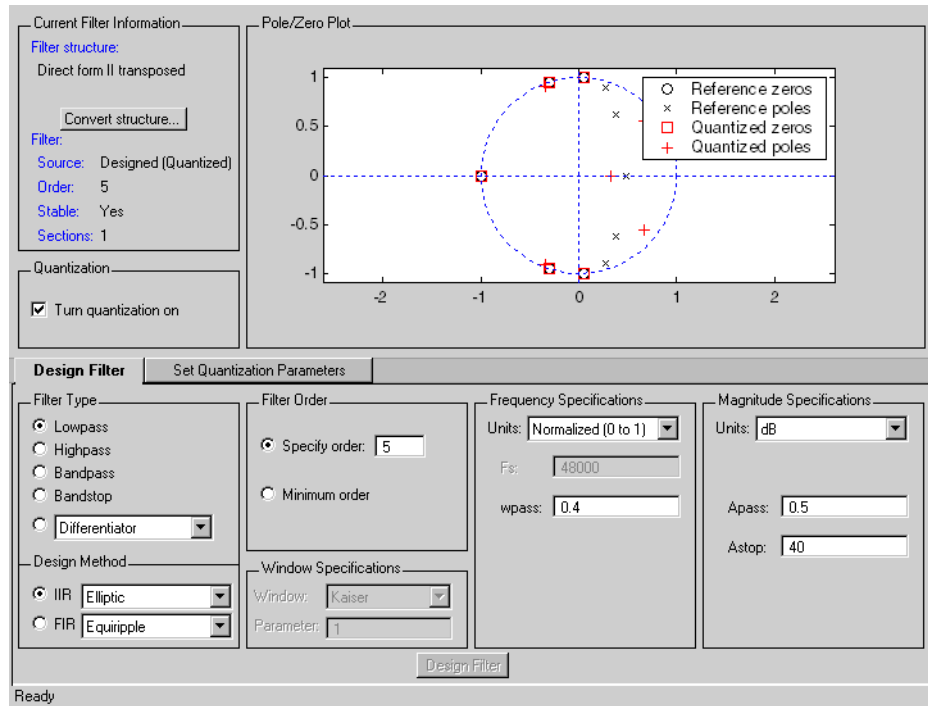 Current Filter Information
Filter structure:
Direct form II transposed
Convert structure...
Filter:
Source: Designed (Quantized)
Order: 5
Stable: Yes
Sections: 1
Quantization
Turn quantization on
Pole/Zero Plot
1
0.5
0
-0.5
-1
-2
-1
0
1
2
Reference zeros
Reference poles
Quantized zeros
Quantized poles
Design Filter
Set Quantization Parameters
Filter Type
Lowpass
Highpass
Bandpass
Bandstop
Differentiator
Design Method
IIR Elliptic
FIR Equiripple
Filter Order
Specify order: 5
Minimum order
Window Specifications
Window: Kaiser
Parameter: 1
Frequency Specifications
Units: Normalized (0 to 1)
Fs: 48000
wpass: 0.4
Magnitude Specifications
Units: dB
Apass: 0.5
Astop: 40
Design Filter
Ready